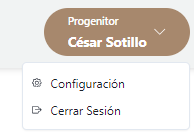 Progenitor
César Sotillo
Configuración
Cerrar Sesión